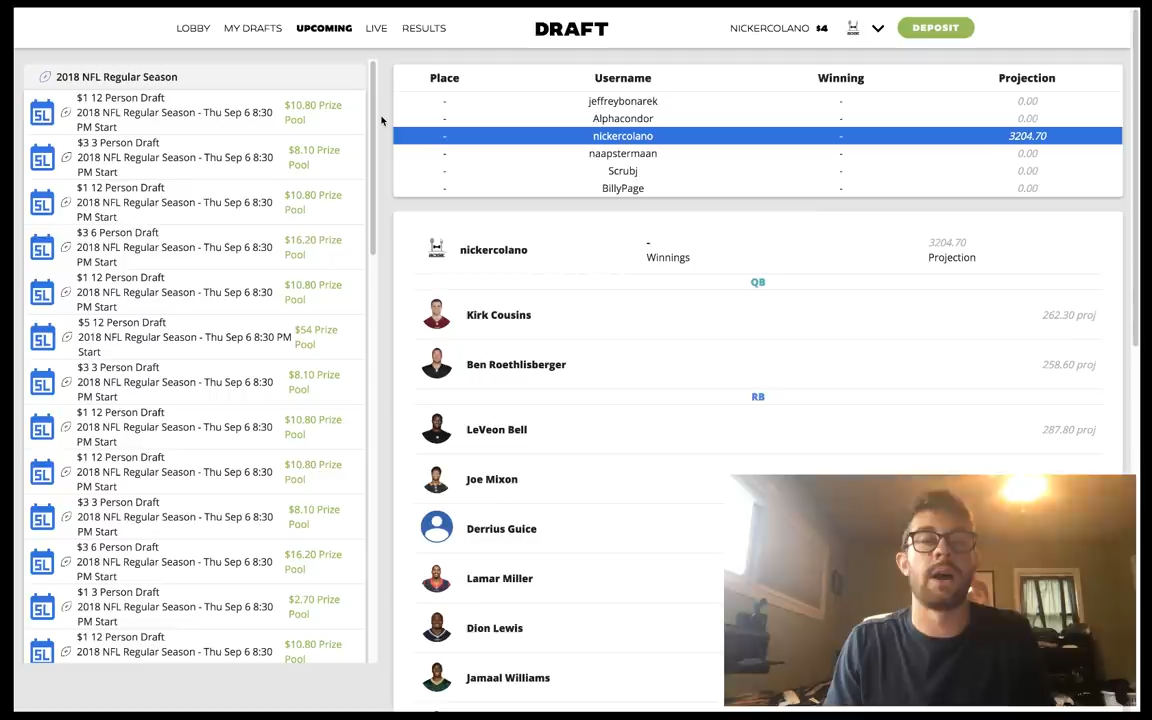 LOBBY MY DRAFTS UPCOMING LIVE RESULTS DRAFT NICKERCOLANO $4 DEPOSIT
2018 NFL Regular Season
$1 12 Person Draft
2018 NFL Regular Season - Thu Sep 6 8:30
PM Start
$10.80 Prize
Pool
$3 3 Person Draft
2018 NFL Regular Season - Thu Sep 6 8:30
PM Start
$8.10 Prize
Pool
$1 12 Person Draft
2018 NFL Regular Season - Thu Sep 6 8:30
PM Start
$10.80 Prize
Pool
$3 6 Person Draft
2018 NFL Regular Season - Thu Sep 6 8:30
PM Start
$16.20 Prize
Pool
$1 12 Person Draft
2018 NFL Regular Season - Thu Sep 6 8:30
PM Start
$10.80 Prize
Pool
$5 12 Person Draft
2018 NFL Regular Season - Thu Sep 6 8:30 PM
Start
$54 Prize
Pool
$3 3 Person Draft
2018 NFL Regular Season - Thu Sep 6 8:30
PM Start
$8.10 Prize
Pool
$1 12 Person Draft
2018 NFL Regular Season - Thu Sep 6 8:30
PM Start
$10.80 Prize
Pool
$1 12 Person Draft
2018 NFL Regular Season - Thu Sep 6 8:30
PM Start
$10.80 Prize
Pool
$3 3 Person Draft
2018 NFL Regular Season - Thu Sep 6 8:30
PM Start
$8.10 Prize
Pool
$3 6 Person Draft
2018 NFL Regular Season - Thu Sep 6 8:30
PM Start
$16.20 Prize
Pool
$1 3 Person Draft
2018 NFL Regular Season - Thu Sep 6 8:30
PM Start
$2.70 Prize
Pool
$1 12 Person Draft
2018 NFL Regular Season - Thu Sep 6 8:30
$10.80 Prize
Pool
SL
SL
SL
SL
SL
SL
SL
SL
SL
SL
SL
SL
SL
Place Username Winning Projection
- jeffreybonarek - 0.00
- Alphacondor - 0.00
- nickercolano - 3204.70
- naapstermaan - 0.00
- Scrubj - 0.00
- BillyPage - 0.00
nickercolano
-
Winnings
3204.70
Projection
QB
Kirk Cousins 262.30 proj
Ben Roethlisberger 258.60 proj
RB
LeVeon Bell 287.80 proj
Joe Mixon
Derrius Guice
Lamar Miller
Dion Lewis
Jamaal Williams